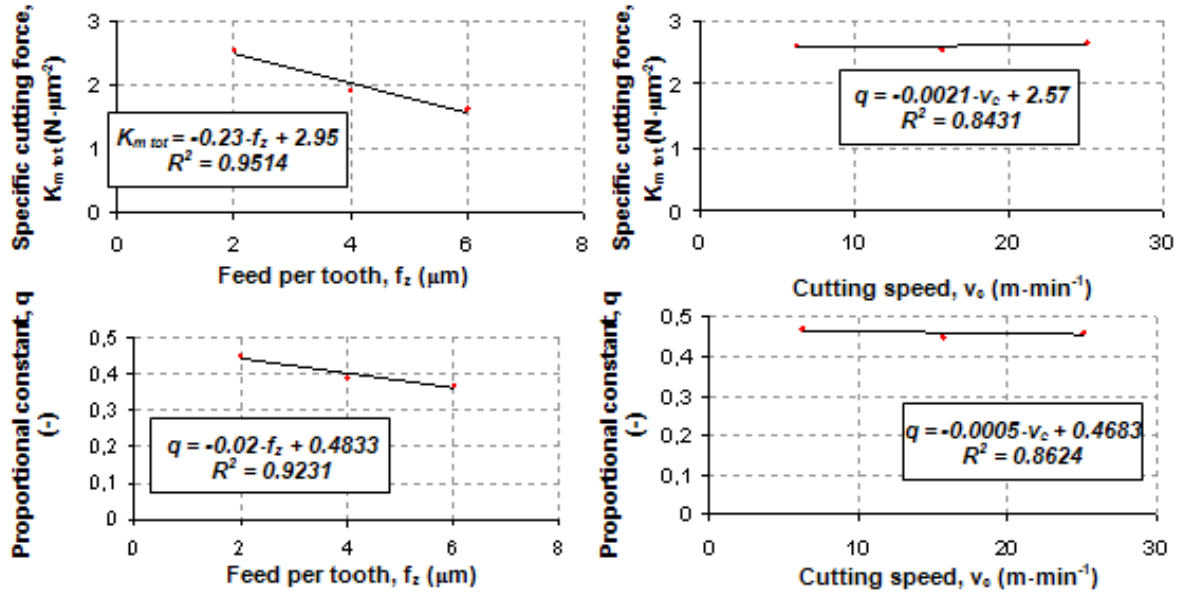 Specific cutting force,
K_m tot (N·μm⁻²)
3
2
1
0
K_m tot = -0.23·f_z + 2.95
R² = 0.9514
0 2 4 6 8
Feed per tooth, f_z (μm)
Specific cutting force,
K_m tot (N·μm⁻²)
3
2
1
0
q = -0.0021·v_c + 2.57
R² = 0.8431
0 10 20 30
Cutting speed, v_c (m·min⁻¹)
Proportional constant, q
(-)
0,5
0,4
0,3
0,2
0,1
0
q = -0.02·f_z + 0.4833
R² = 0.9231
0 2 4 6 8
Feed per tooth, f_z (μm)
Proportional constant, q
(-)
0,5
0,4
0,3
0,2
0,1
0
q = -0.0005·v_c + 0.4683
R² = 0.8624
0 10 20 30
Cutting speed, v_c (m·min⁻¹)